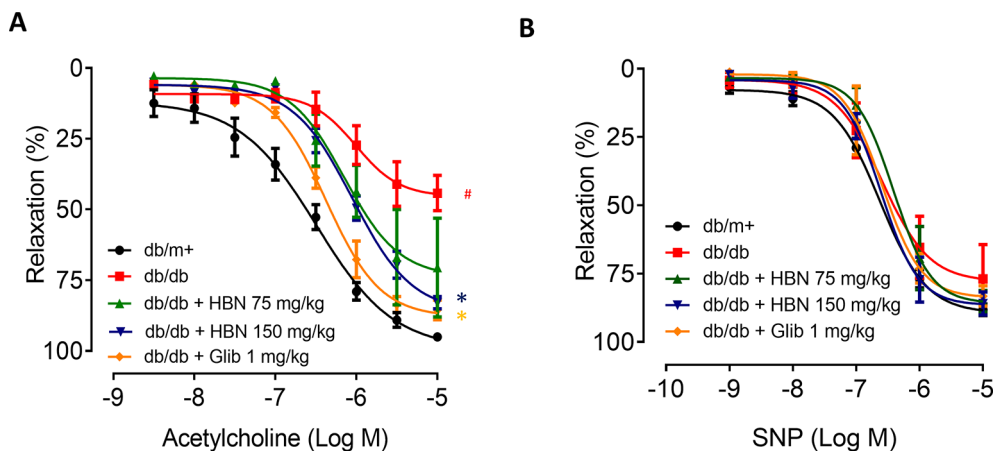 A
Relaxation (%)
0
25
50
75
100
db/m+
db/db
db/db + HBN 75 mg/kg
db/db + HBN 150 mg/kg
db/db + Glib 1 mg/kg
#
*
*
-9
-8
-7
-6
-5
Acetylcholine (Log M)
B
Relaxation (%)
0
25
50
75
100
db/m+
db/db
db/db + HBN 75 mg/kg
db/db + HBN 150 mg/kg
db/db + Glib 1 mg/kg
-10
-9
-8
-7
-6
-5
SNP (Log M)